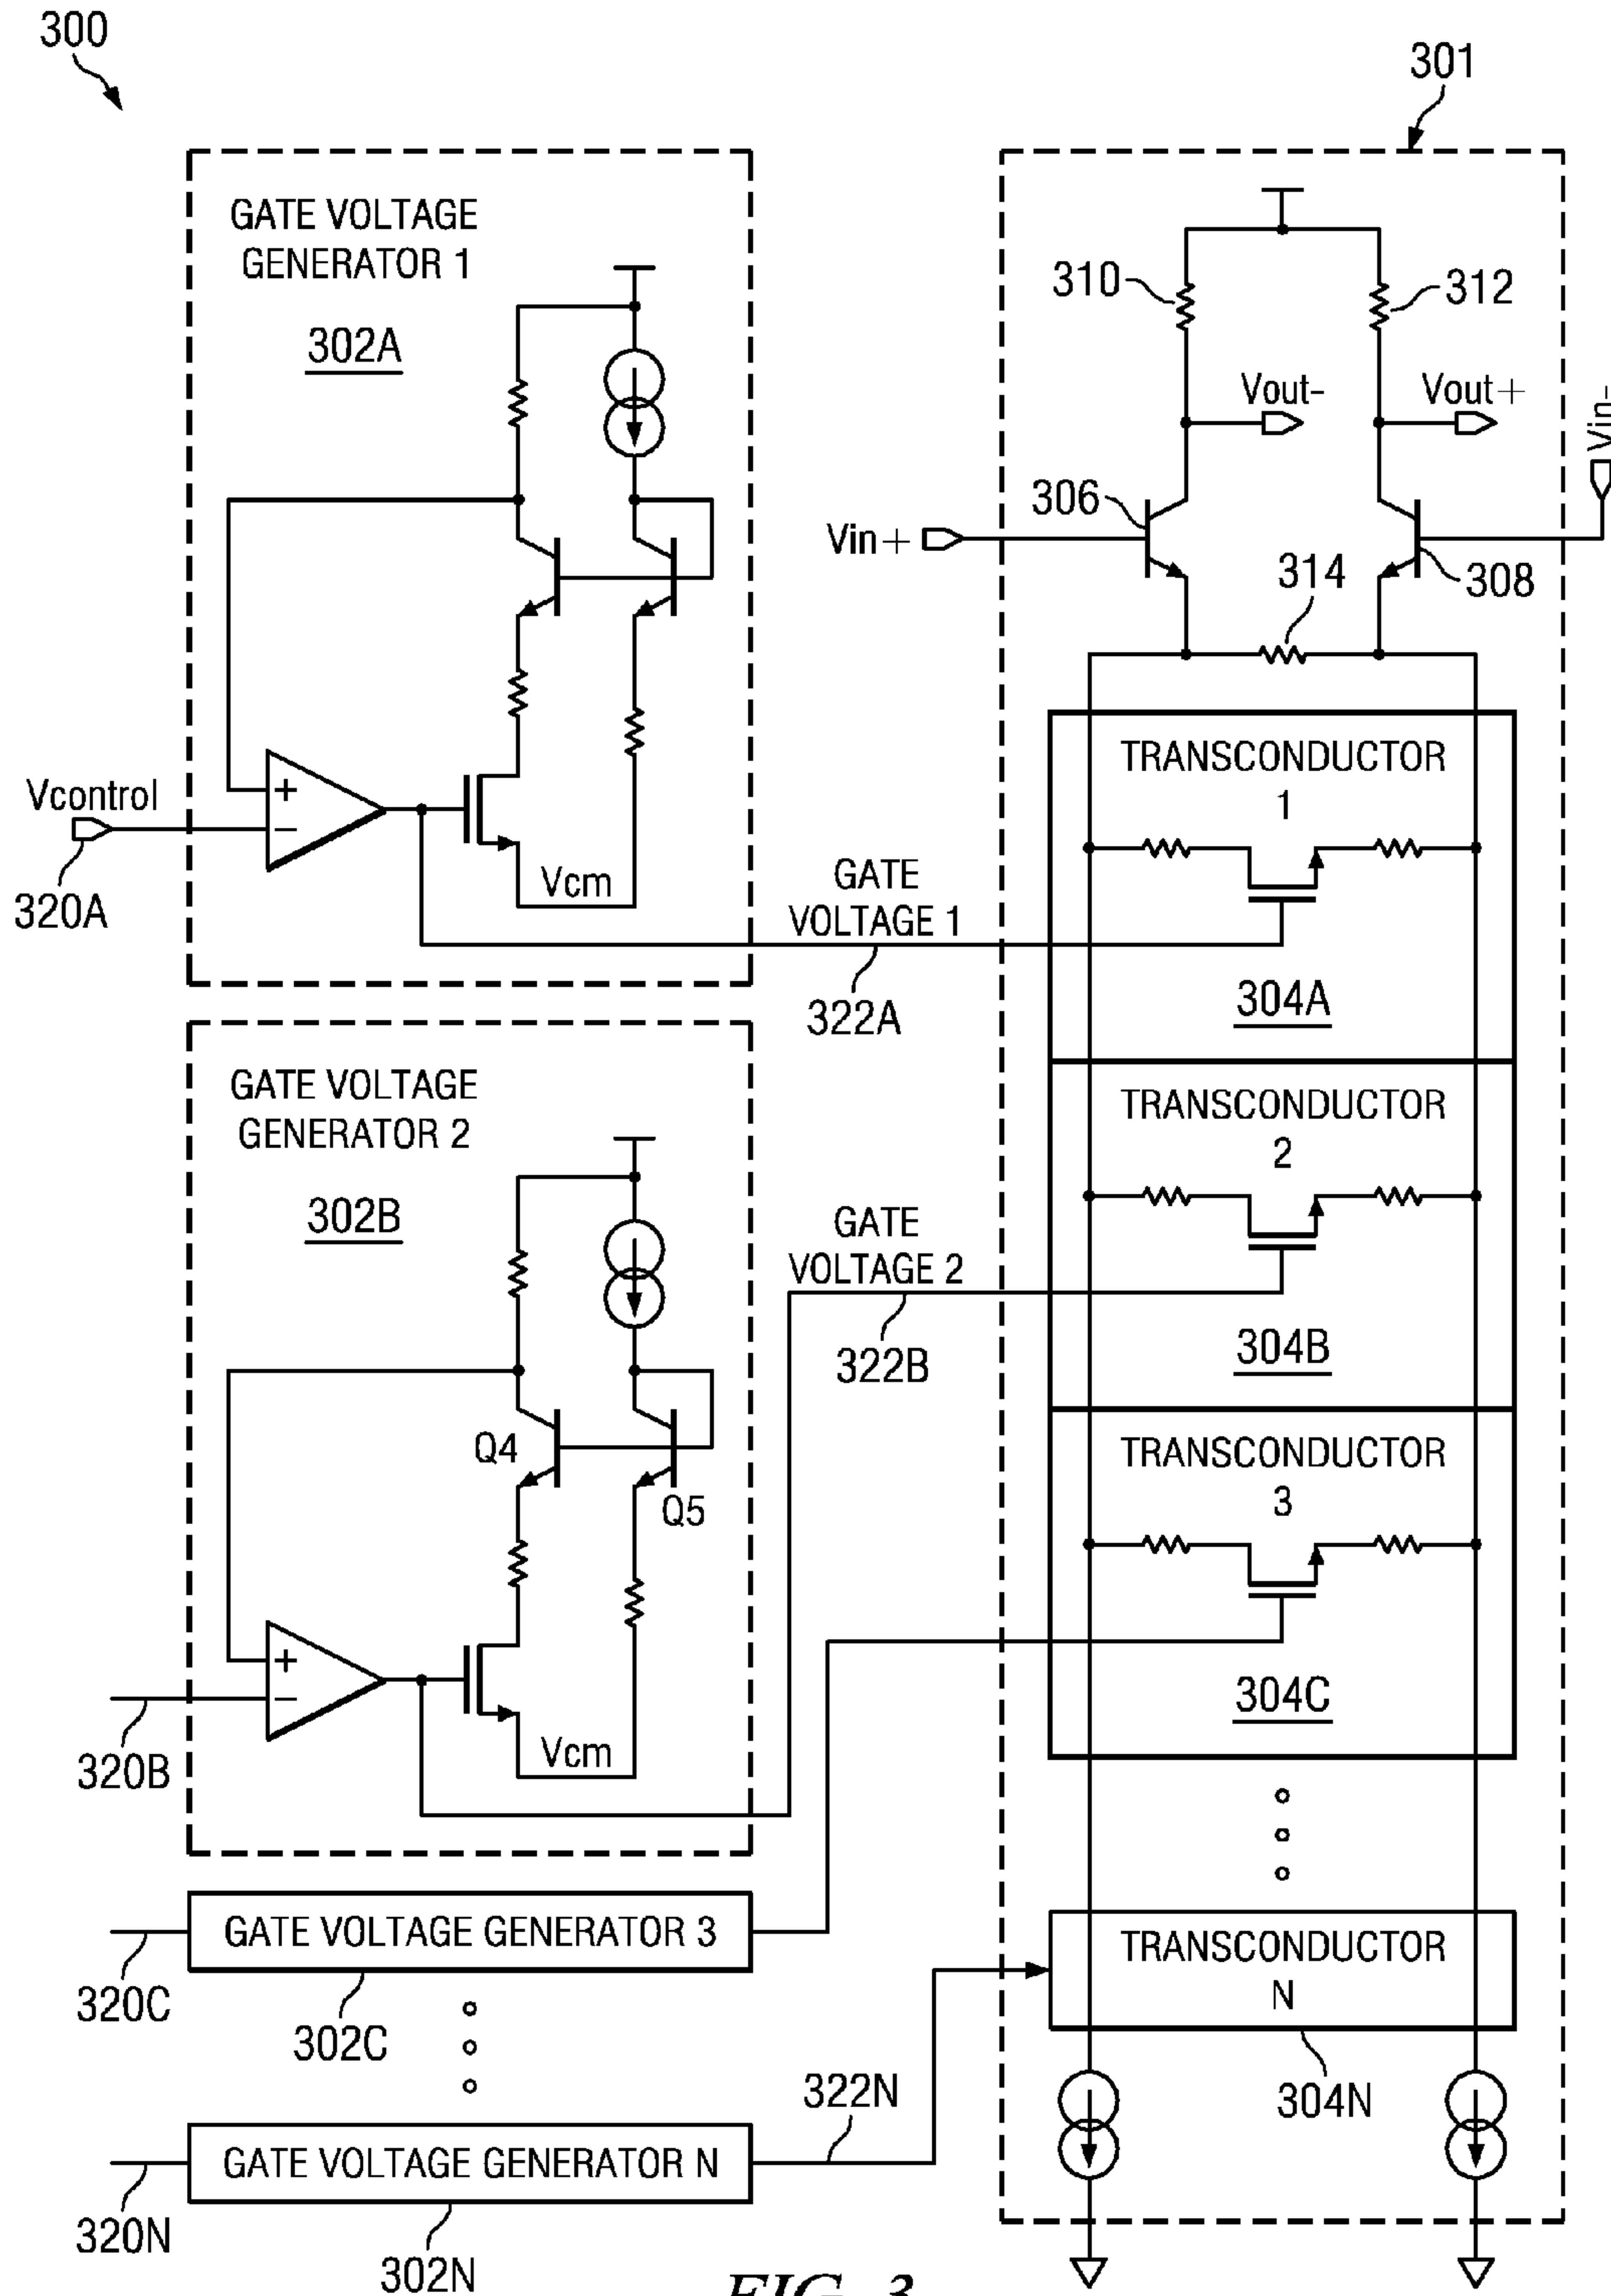 300
301
GATE VOLTAGE
GENERATOR 1
302A
310
312
Vout-
Vout+
Vin-
306
Vin+
314
308
TRANSCONDUCTOR
1
Vcontrol
320A
Vcm
GATE
VOLTAGE 1
322A
304A
GATE VOLTAGE
GENERATOR 2
302B
TRANSCONDUCTOR
2
GATE
VOLTAGE 2
322B
304B
Q4
Q5
TRANSCONDUCTOR
3
304C
320B
Vcm
GATE VOLTAGE GENERATOR 3
320C
302C
TRANSCONDUCTOR
N
304N
322N
GATE VOLTAGE GENERATOR N
320N
302N
FIG. 3